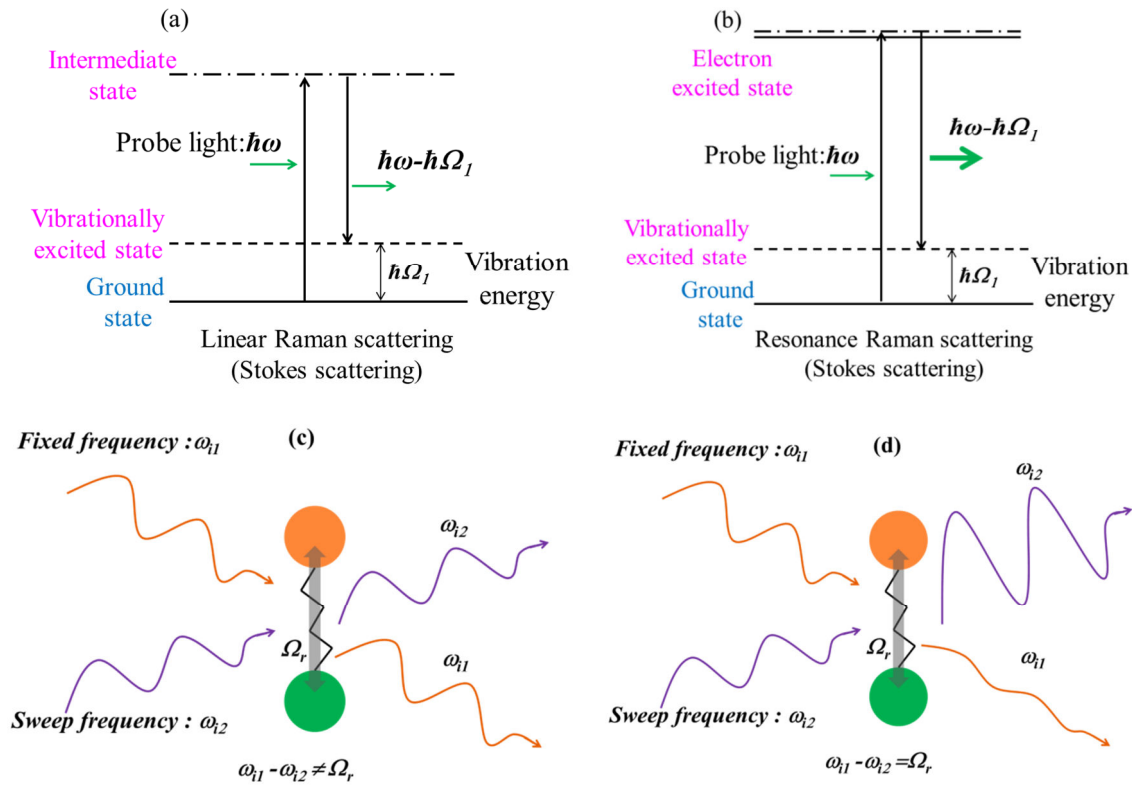 (a)
Intermediate
state
Probe light:ħω
ħω-ħΩ₁
Vibrationally
excited state
ħΩ₁
Vibration
energy
Ground
state
Linear Raman scattering
(Stokes scattering)
(b)
Electron
excited state
ħω-ħΩ₁
Probe light:ħω
Vibrationally
excited state
ħΩ₁
Vibration
energy
Ground
state
Resonance Raman scattering
(Stokes scattering)
Fixed frequency : ωi1
(c)
ωi2
Ωr
ωi1
Sweep frequency : ωi2
ωi1 - ωi2 ≠ Ωr
Fixed frequency : ωi1
(d)
ωi2
Ωr
ωi1
Sweep frequency : ωi2
ωi1 - ωi2 = Ωr